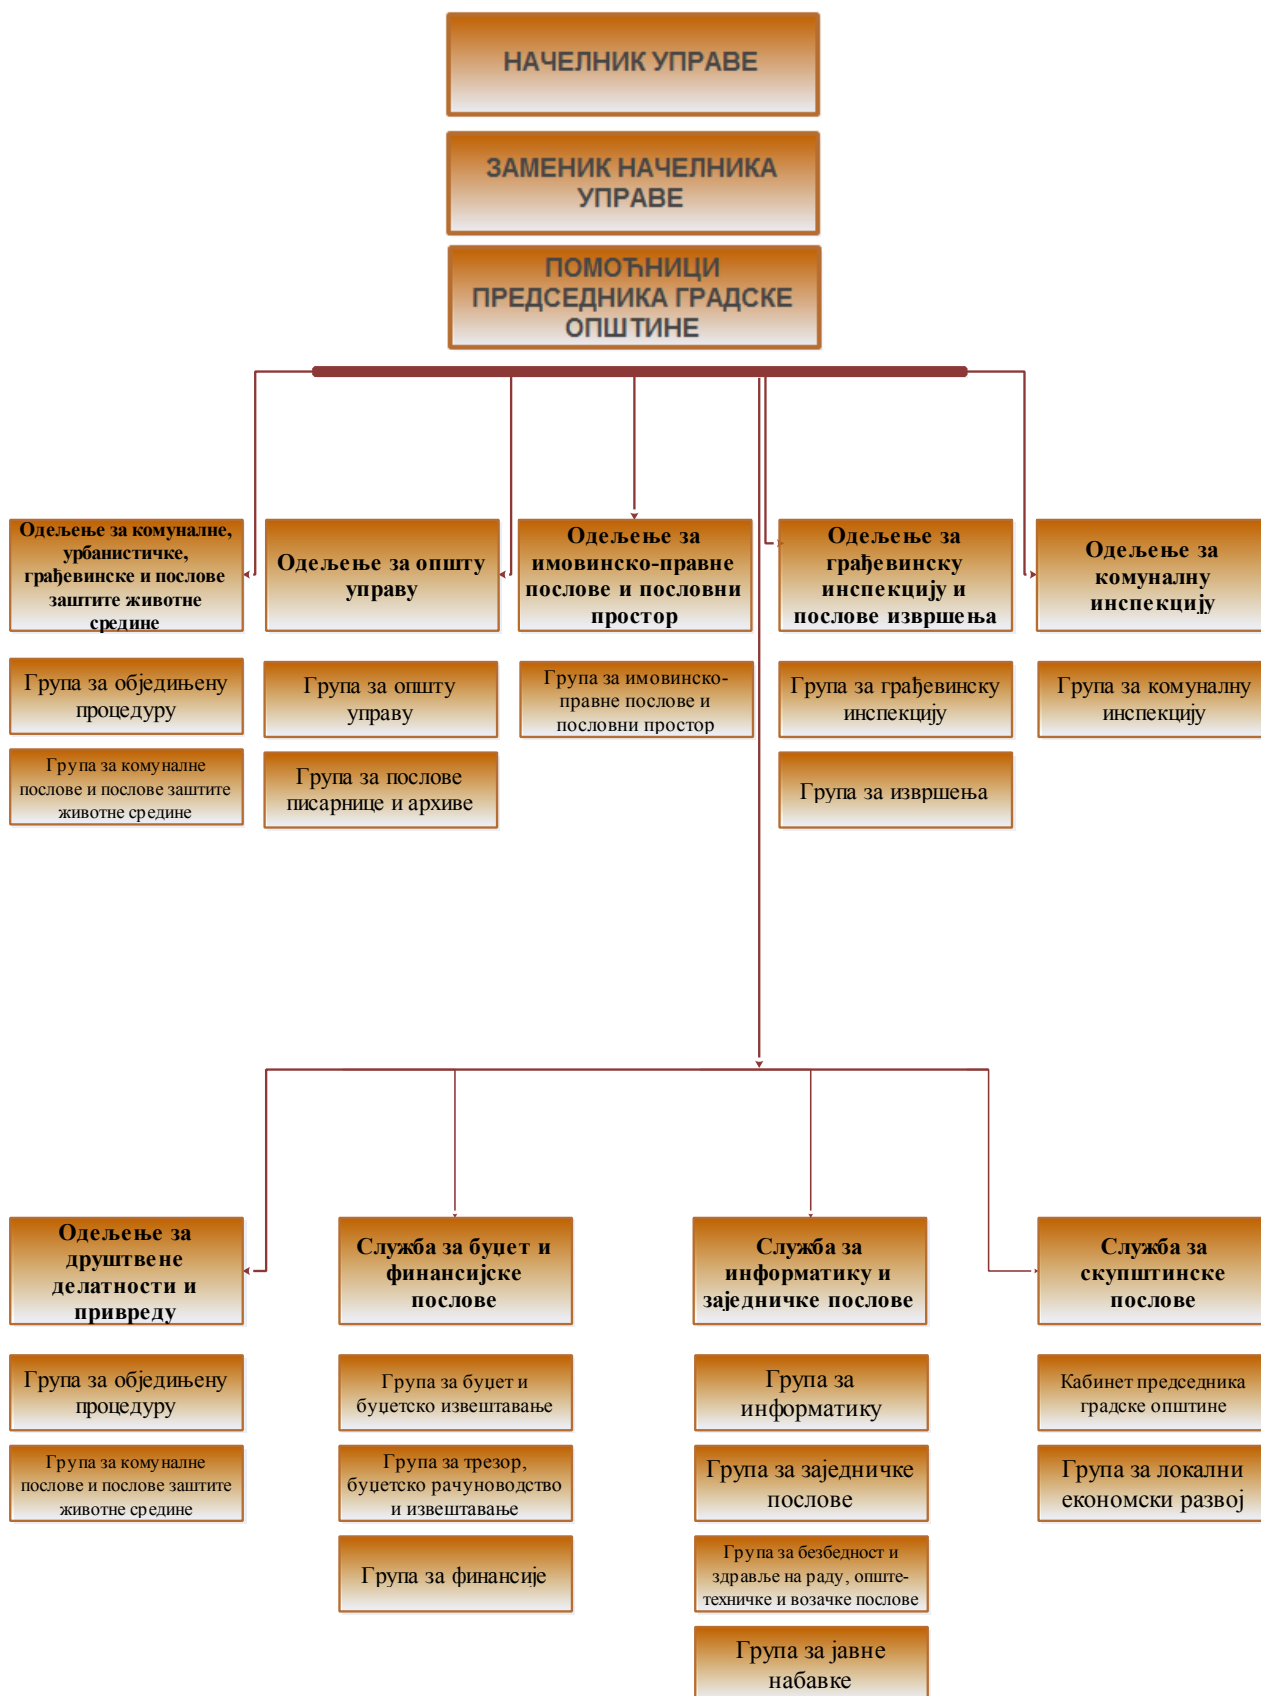 НАЧЕЛНИК УПРАВЕ
ЗАМЕНИК НАЧЕЛНИКА
УПРАВЕ
ПОМОЋНИЦИ
ПРЕДСЕДНИКА ГРАДСКЕ
ОПШТИНЕ
Одељење за комуналне,
урбанистичке,
грађевинске и послове
заштите животне
средине
Група за обједињену
процедуру
Група за комуналне
послове и послове заштите
животне средине
Одељење за општу
управу
Група за општу
управу
Група за послове
писарнице и архиве
Одељење за
имовинско-правне
послове и пословни
простор
Група за имовинско-
правне послове и
пословни простор
Одељење за
грађевинску
инспекцију и
послове извршења
Група за грађевинску
инспекцију
Група за извршења
Одељење за
комуналну
инспекцију
Група за комуналну
инспекцију
Одељење за
друштвене
делатности и
привреду
Група за обједињену
процедуру
Група за комуналне
послове и послове заштите
животне средине
Служба за буџет и
финансијске
послове
Група за буџет и
буџетско извештавање
Група за трезор,
буџетско рачуноводство
и извештавање
Група за финансије
Служба за
информатику и
заједничке послове
Група за
информатику
Група за заједничке
послове
Група за безбедност и
здравље на раду, опште-
техничке и возачке послове
Група за јавне
набавке
Служба за
скупштинске
послове
Кабинет председника
градске општине
Група за локални
економски развој